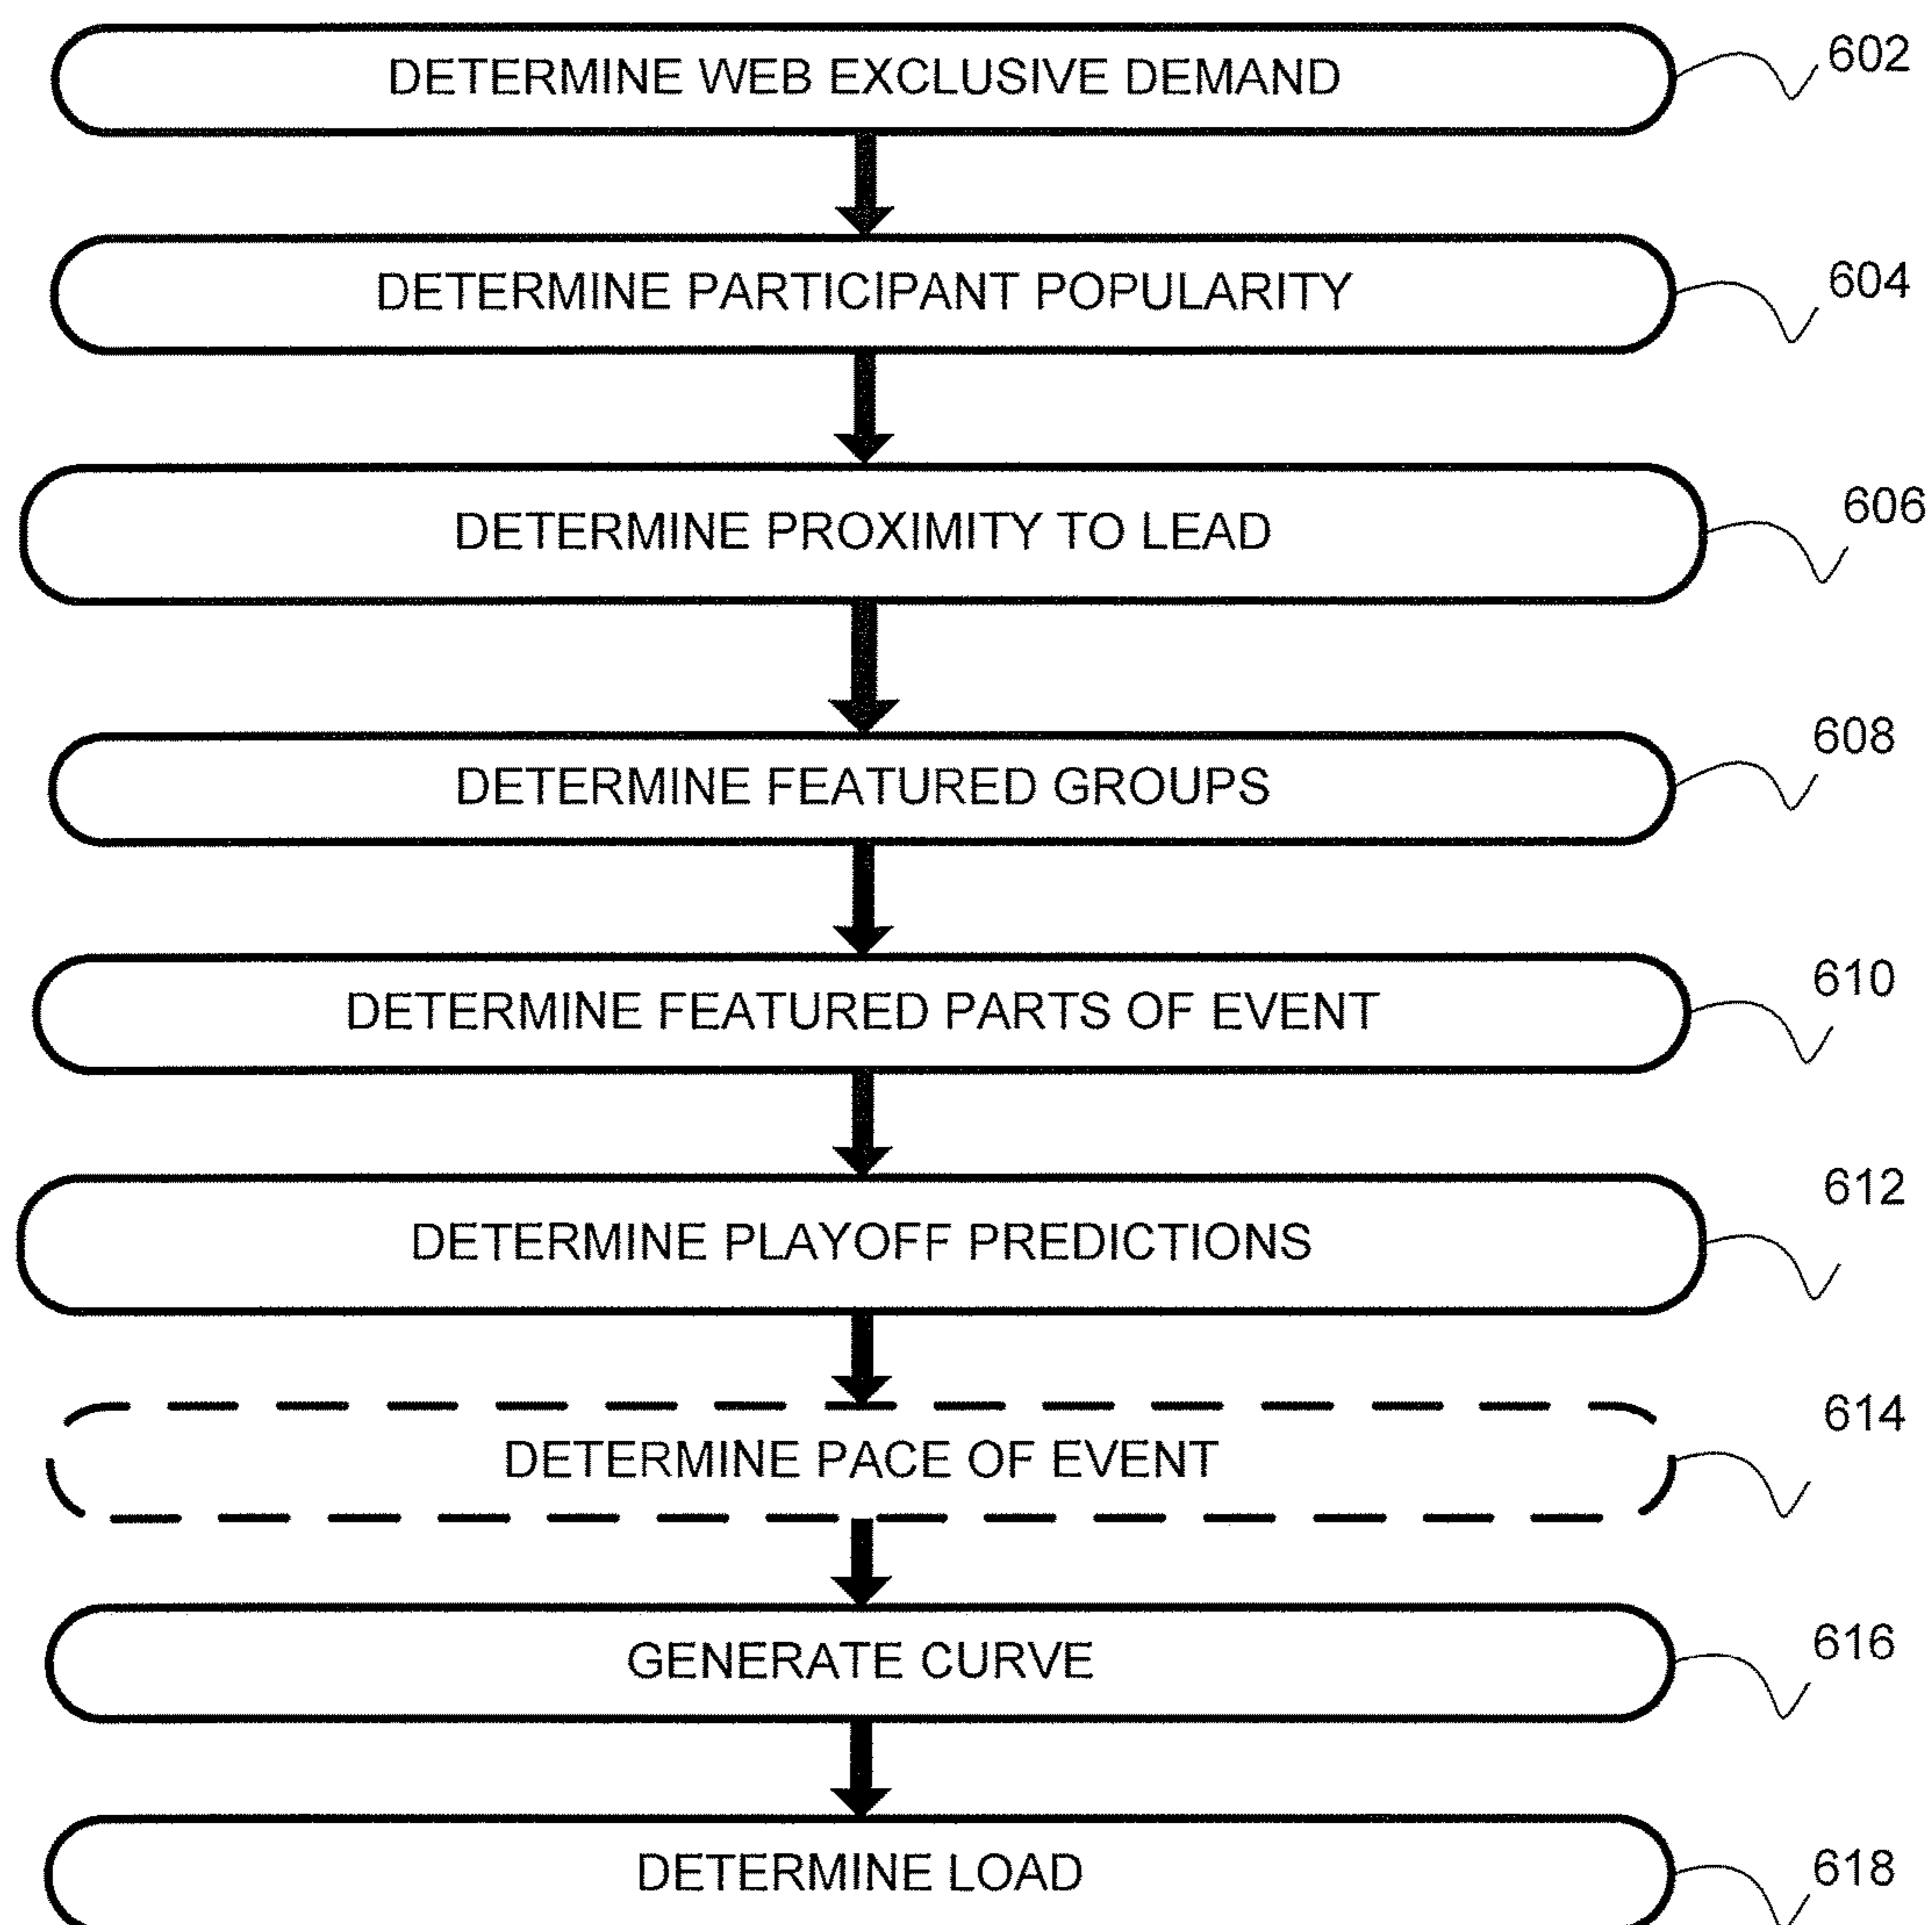 DETERMINE WEB EXCLUSIVE DEMAND 602
DETERMINE PARTICIPANT POPULARITY 604
DETERMINE PROXIMITY TO LEAD 606
DETERMINE FEATURED GROUPS 608
DETERMINE FEATURED PARTS OF EVENT 610
DETERMINE PLAYOFF PREDICTIONS 612
DETERMINE PACE OF EVENT 614
GENERATE CURVE 616
DETERMINE LOAD 618